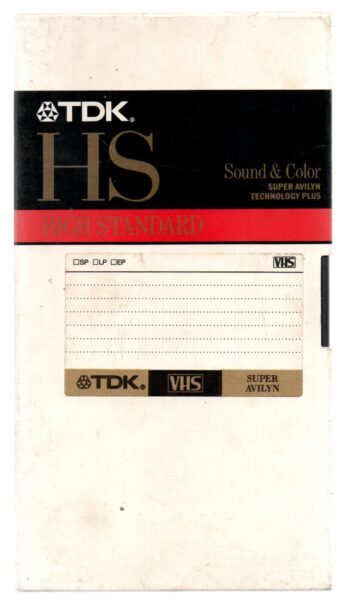 TDK®
HS
Sound & Color
SUPER AVILYN
TECHNOLOGY PLUS
HIGH STANDARD
SP LP EP VHS
TDK® VHS SUPER
AVILYN